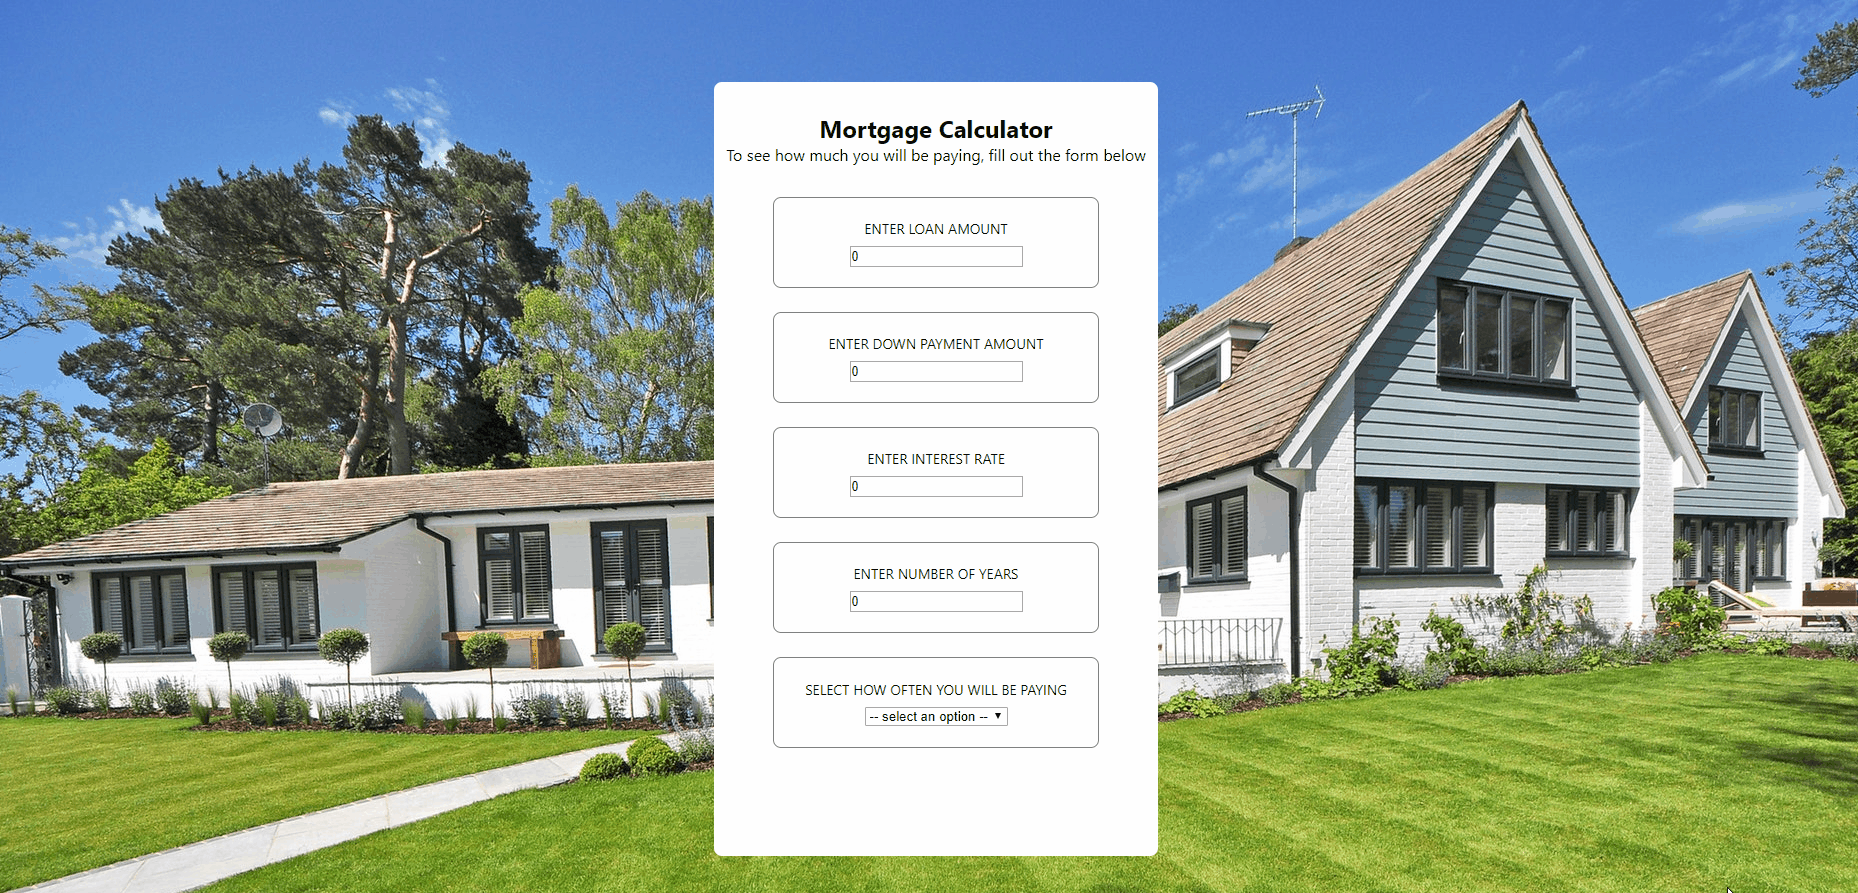 Mortgage Calculator
To see how much you will be paying, fill out the form below
ENTER LOAN AMOUNT
0
ENTER DOWN PAYMENT AMOUNT
0
ENTER INTEREST RATE
0
ENTER NUMBER OF YEARS
0
SELECT HOW OFTEN YOU WILL BE PAYING
-- select an option --